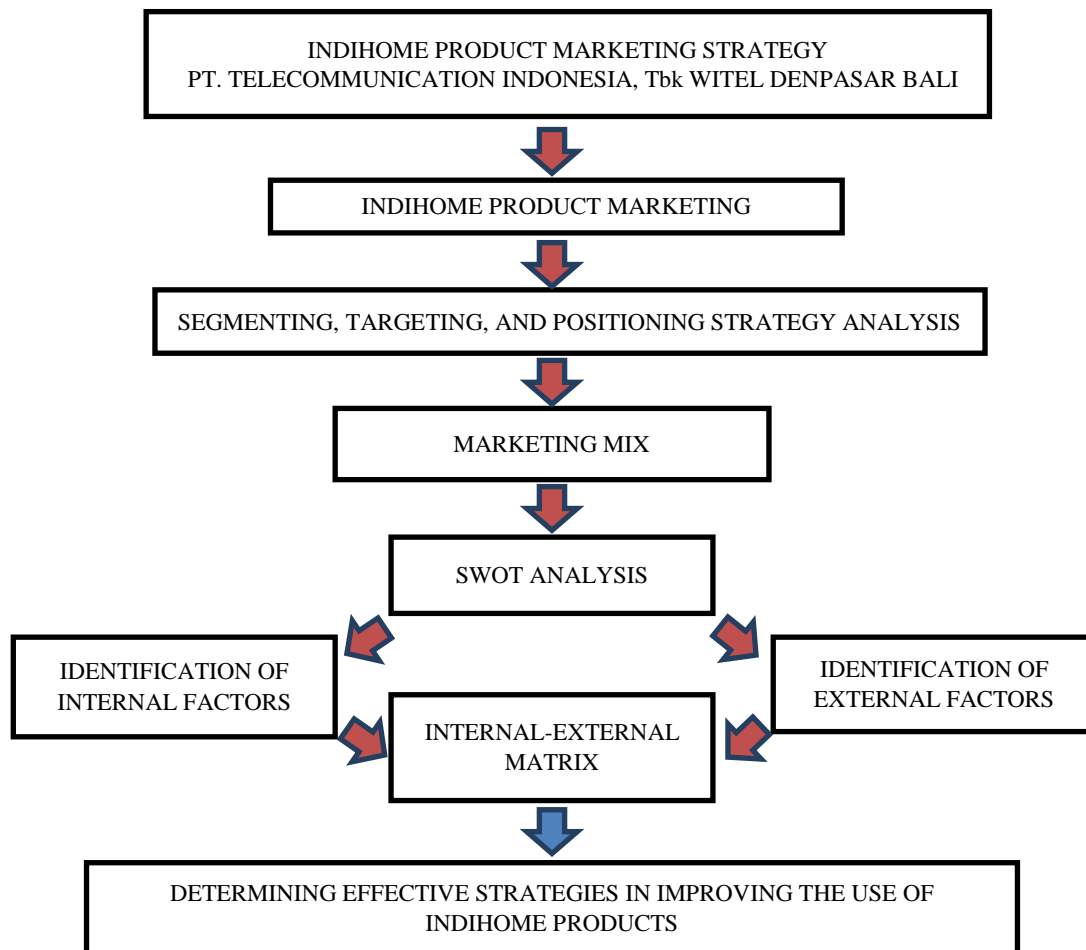 INDIHOME PRODUCT MARKETING STRATEGY
PT. TELECOMMUNICATION INDONESIA, Tbk WITEL DENPASAR BALI
INDIHOME PRODUCT MARKETING
SEGMENTING, TARGETING, AND POSITIONING STRATEGY ANALYSIS
MARKETING MIX
SWOT ANALYSIS
IDENTIFICATION OF
INTERNAL FACTORS
IDENTIFICATION OF
EXTERNAL FACTORS
INTERNAL-EXTERNAL
MATRIX
DETERMINING EFFECTIVE STRATEGIES IN IMPROVING THE USE OF
INDIHOME PRODUCTS